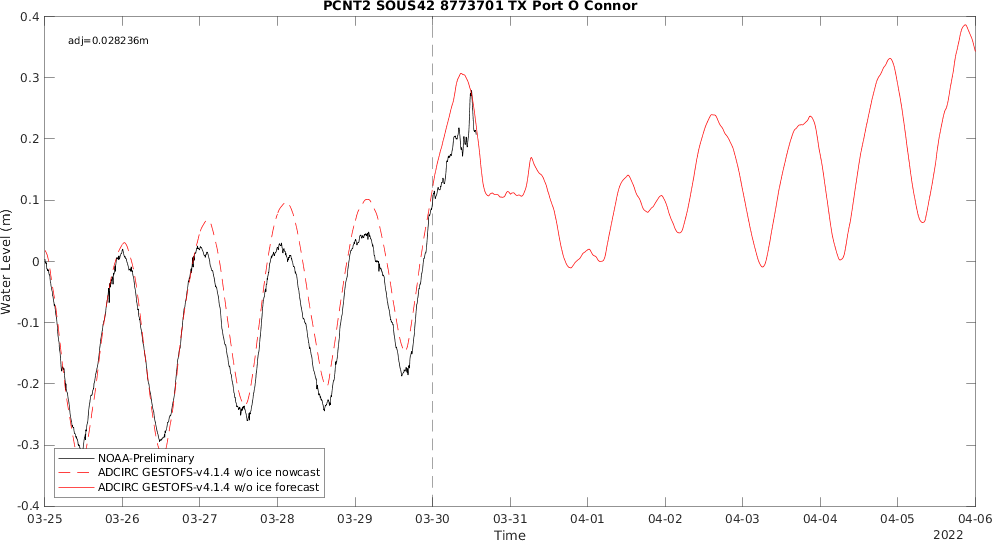 PCNT2 SOUS42 8773701 TX Port O Connor
adj=0.028236m
0.4
0.3
0.2
0.1
0
-0.1
-0.2
-0.3
-0.4
Water Level (m)
NOAA-Preliminary
ADCIRC GESTOFS-v4.1.4 w/o ice nowcast
ADCIRC GESTOFS-v4.1.4 w/o ice forecast
03-25 03-26 03-27 03-28 03-29 03-30 03-31 04-01 04-02 04-03 04-04 04-05 04-06
Time
2022